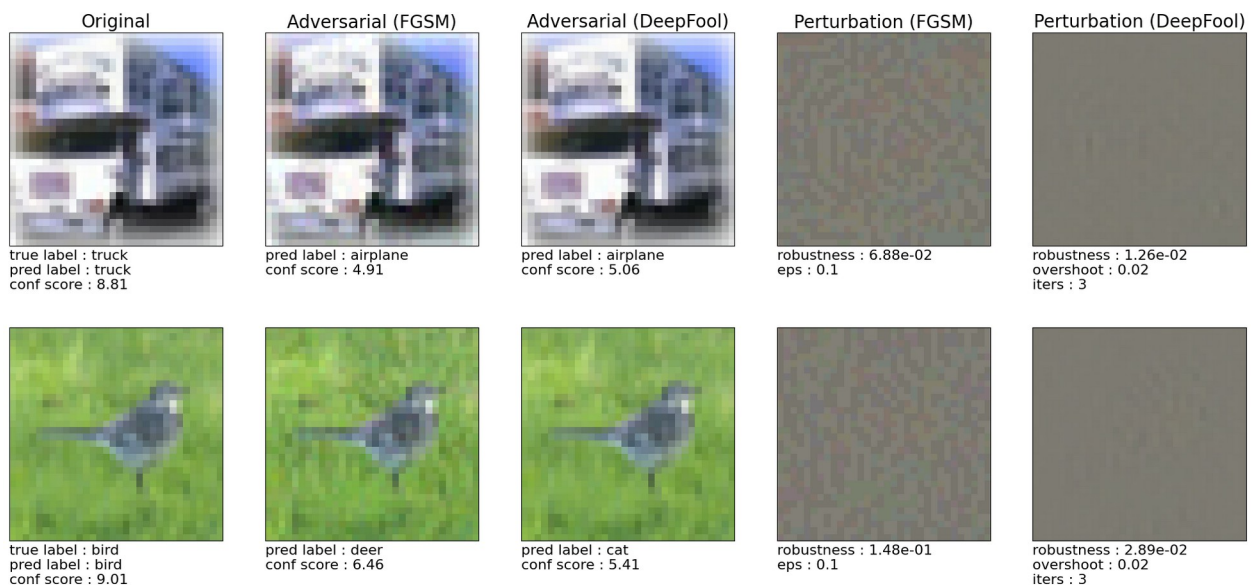 Original
Adversarial (FGSM)
Adversarial (DeepFool)
Perturbation (FGSM)
Perturbation (DeepFool)
true label : truck
pred label : truck
conf score : 8.81
pred label : airplane
conf score : 4.91
pred label : airplane
conf score : 5.06
robustness : 6.88e-02
eps : 0.1
robustness : 1.26e-02
overshoot : 0.02
iters : 3
true label : bird
pred label : bird
conf score : 9.01
pred label : deer
conf score : 6.46
pred label : cat
conf score : 5.41
robustness : 1.48e-01
eps : 0.1
robustness : 2.89e-02
overshoot : 0.02
iters : 3